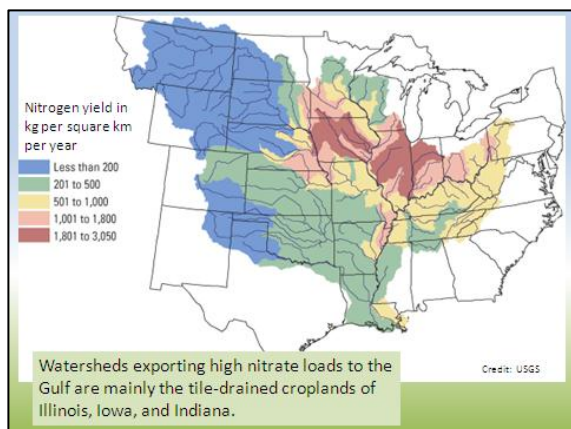 Nitrogen yield in
kg per square km
per year
Less than 200
201 to 500
501 to 1,000
1,001 to 1,800
1,801 to 3,050
Watersheds exporting high nitrate loads to the
Gulf are mainly the tile-drained croplands of
Illinois, Iowa, and Indiana.
Credit: USGS